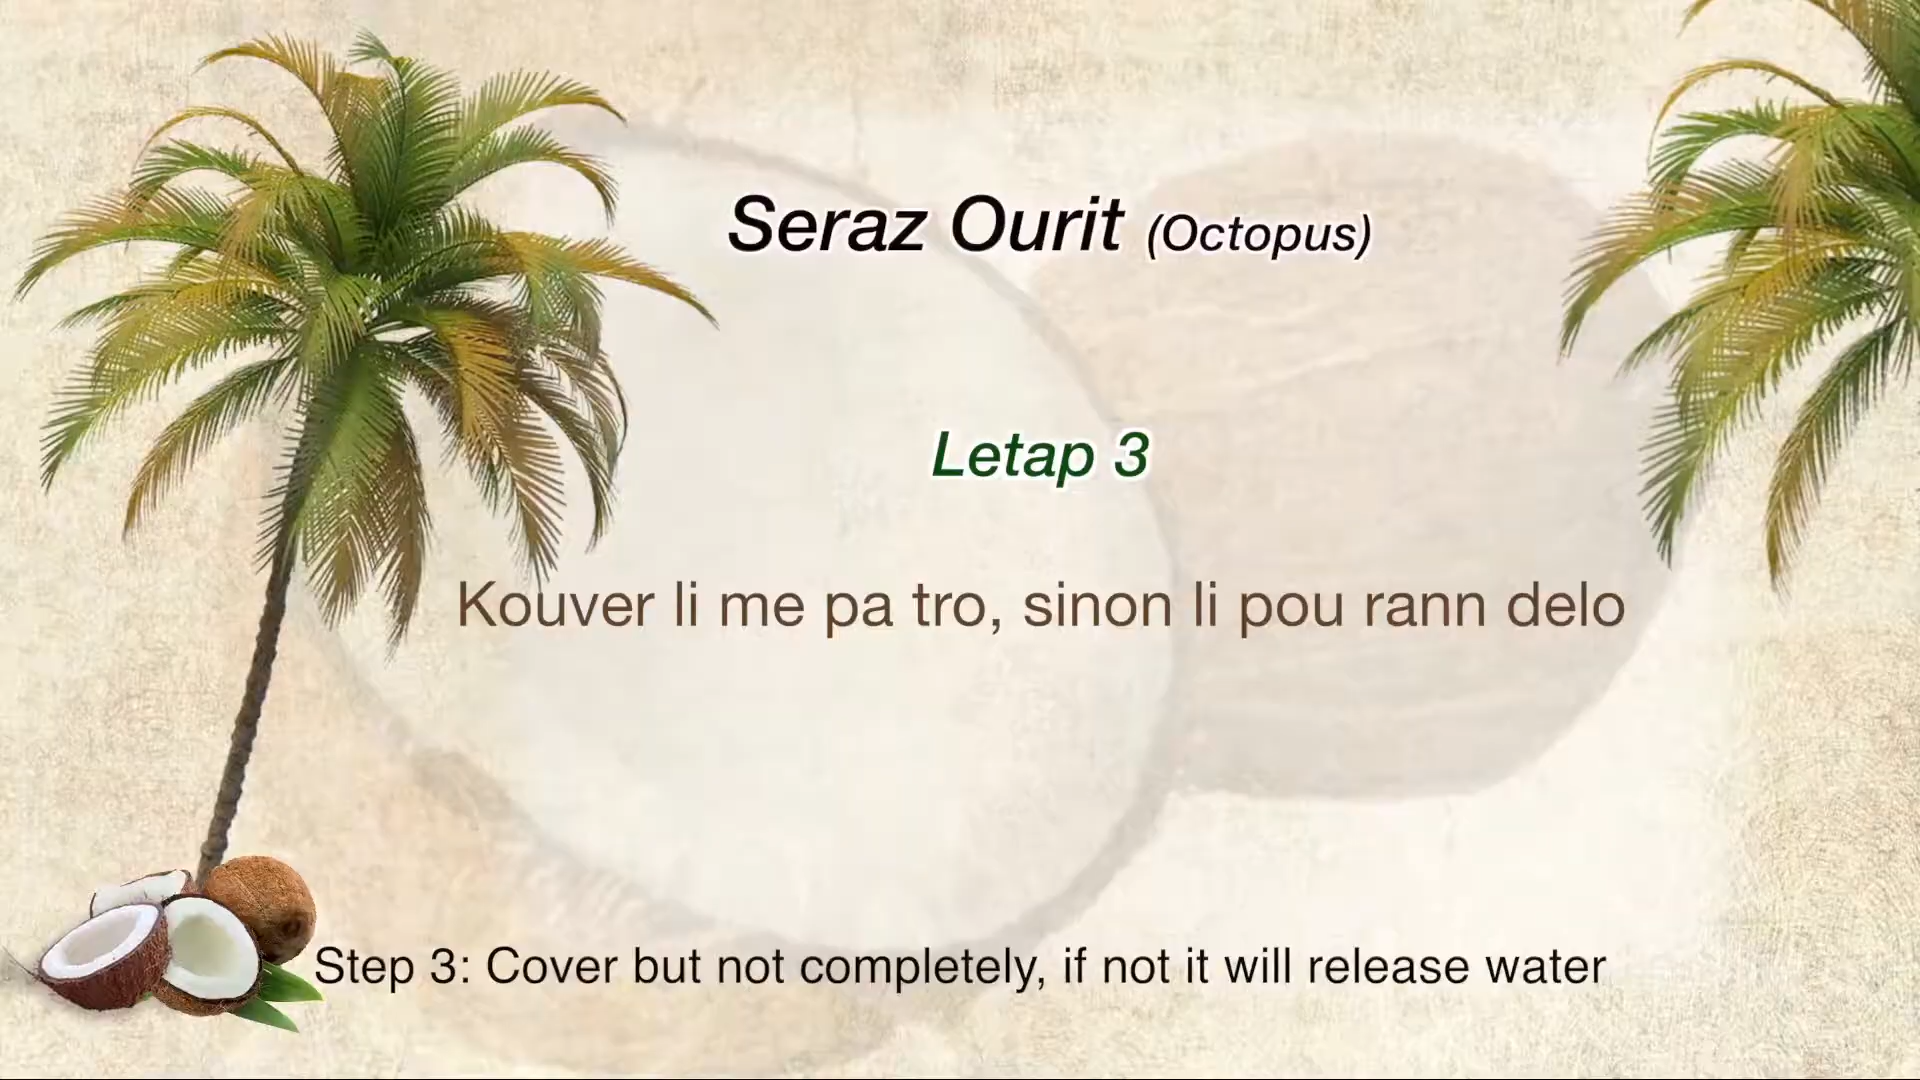 Seraz Ourit (Octopus)
Letap 3
Kouver li me pa tro, sinon li pou rann delo
Step 3: Cover but not completely, if not it will release water